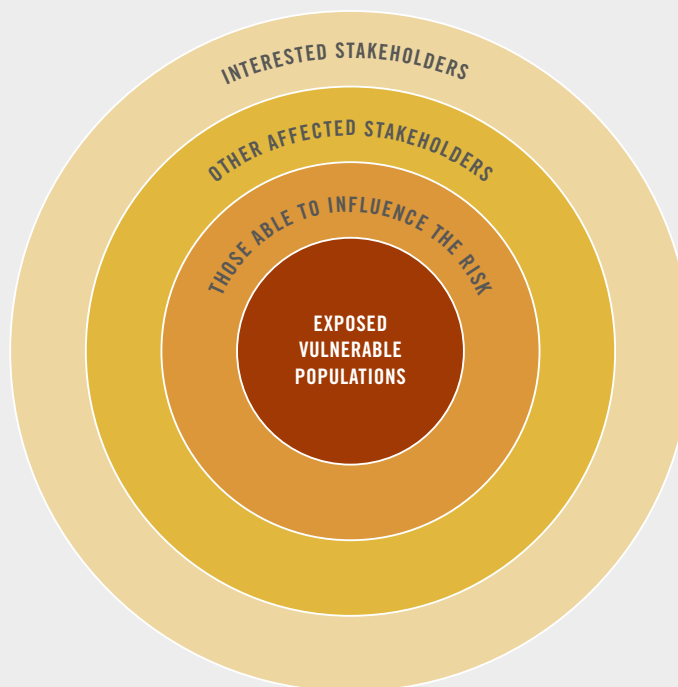 INTERESTED STAKEHOLDERS
OTHER AFFECTED STAKEHOLDERS
THOSE ABLE TO INFLUENCE THE RISK
EXPOSED
VULNERABLE
POPULATIONS